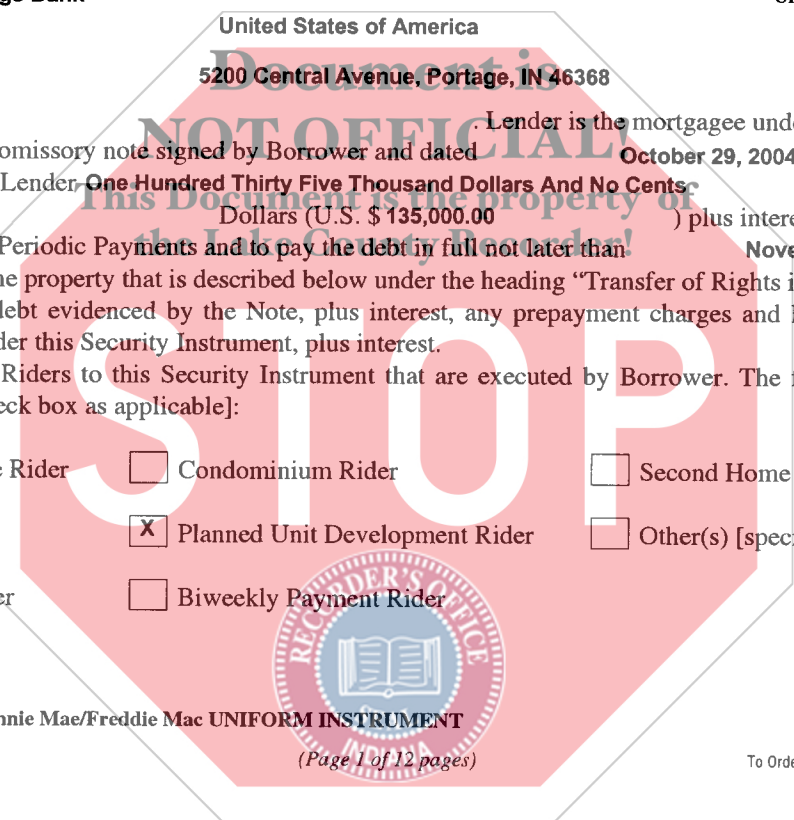 United States of America
Document is
5200 Central Avenue, Portage, IN 46368
NOT OFFICIAL!
. Lender is the mortgagee und
omissory note signed by Borrower and dated October 29, 2004
Lender One Hundred Thirty Five Thousand Dollars And No Cents
This Document is the property of
Dollars (U.S. $ 135,000.00 ) plus intere
the Lake County Recorder!
Periodic Payments and to pay the debt in full not later than Nove
ne property that is described below under the heading “Transfer of Rights i
debt evidenced by the Note, plus interest, any prepayment charges and
der this Security Instrument, plus interest.
Riders to this Security Instrument that are executed by Borrower. The
eck box as applicable]:
STOP
e Rider Condominium Rider Second Home
X Planned Unit Development Rider Other(s) [speci
er Biweekly Payment Rider
RECORDER'S OFFICE
SEAL
INDIANA
nnie Mae/Freddie Mac UNIFORM INSTRUMENT
(Page 1 of 12 pages)
To Orde